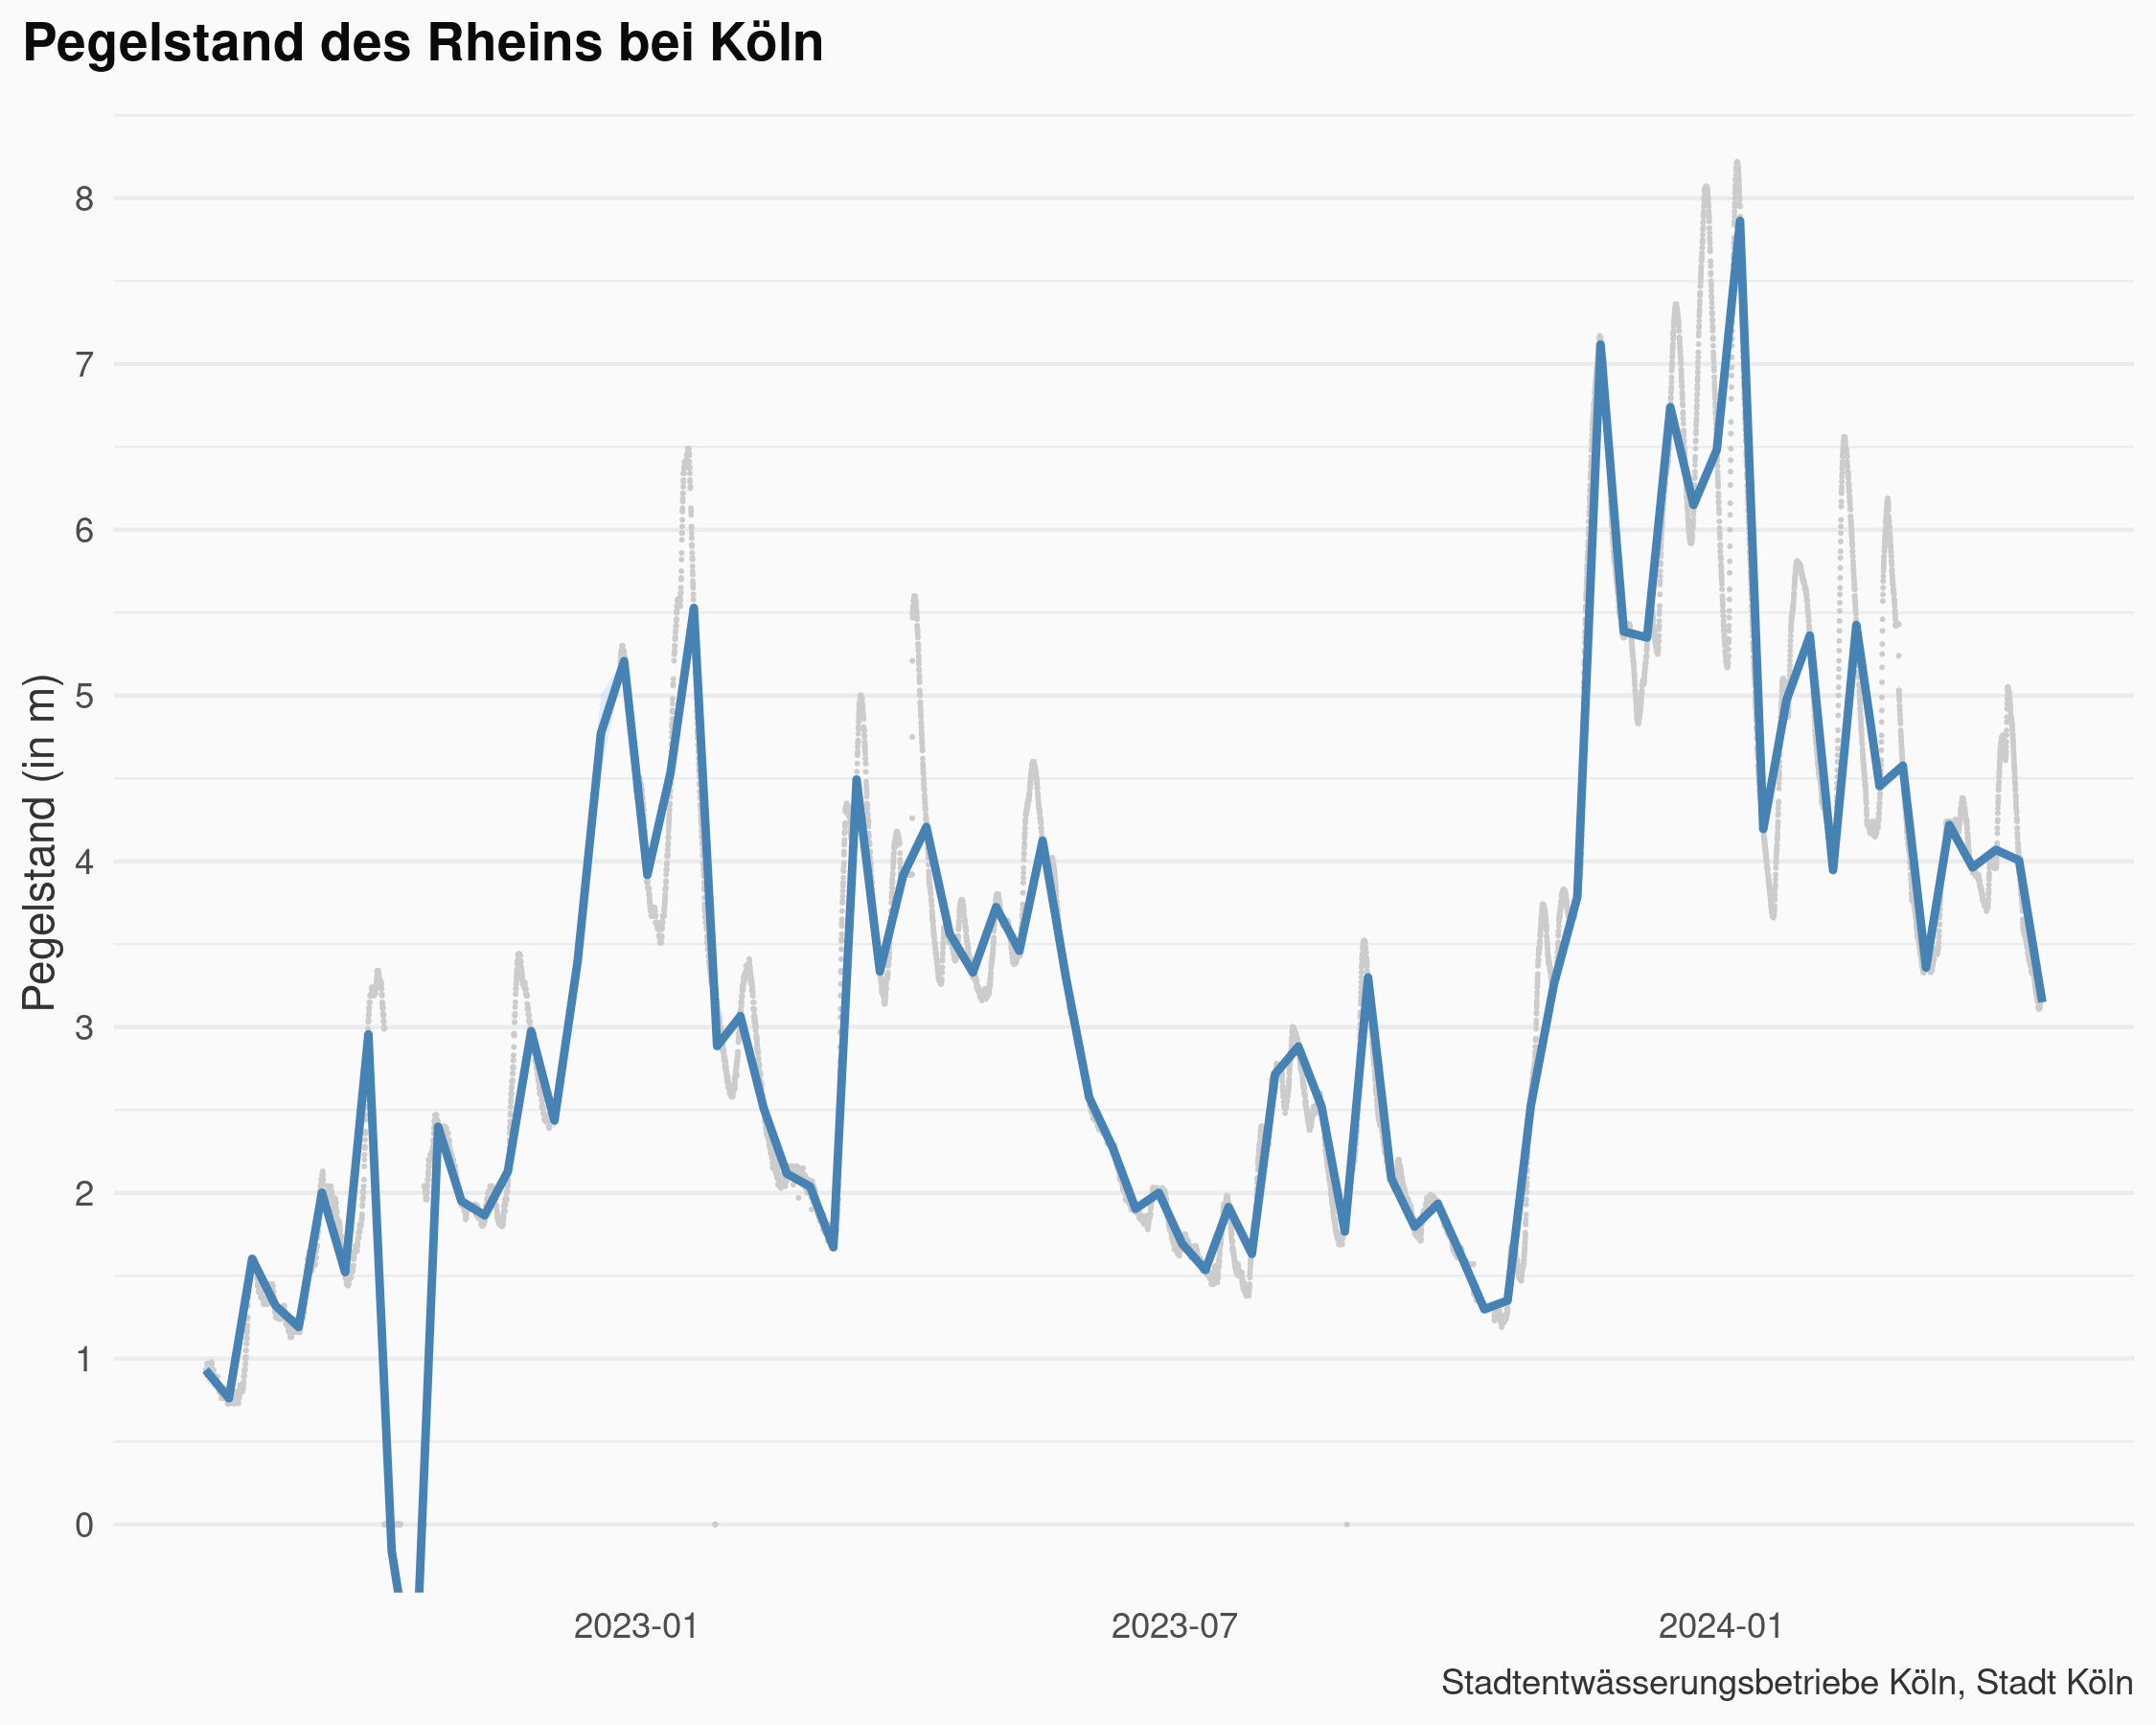 Pegelstand des Rheins bei Köln
Pegelstand (in m)
8
7
6
5
4
3
2
1
0
2023-01 2023-07 2024-01
Stadtentwässerungsbetriebe Köln, Stadt Köln